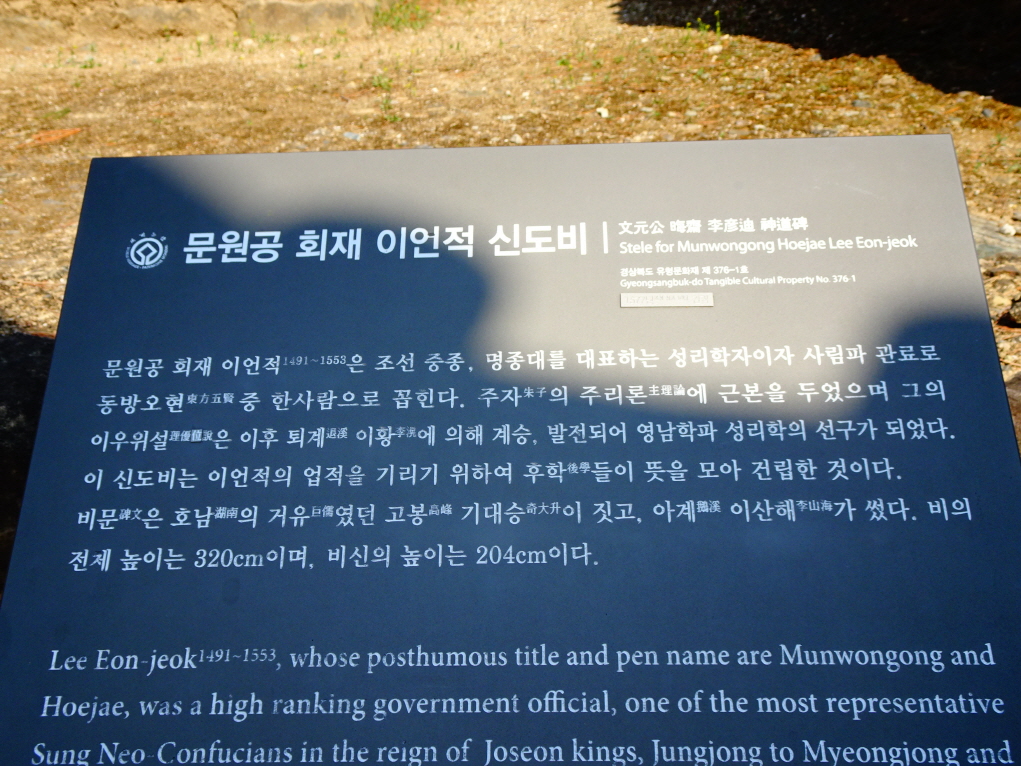 문원공 회재 이언적 신도비
文元公 晦齋 李彦迪 神道碑
Stele for Munwongong Hoejae Lee Eon-jeok
경상북도 유형문화재 제 376-1호
Gyeongsangbuk-do Tangible Cultural Property No. 376-1
문원공 회재 이언적1491~1553은 조선 중종, 명종대를 대표하는 성리학자이자 사림파 관료로
동방오현東方五賢 중 한사람으로 꼽힌다. 주자朱子의 주리론主理論에 근본을 두었으며 그의
이우위설은 이후 퇴계退溪 이황李滉에 의해 계승, 발전되어 영남학파 성리학의 선구가 되었다.
이 신도비는 이언적의 업적을 기리기 위하여 후학後學들이 뜻을 모아 건립한 것이다.
비문碑文은 호남湖南의 거유巨儒였던 고봉高峰 기대승奇大升이 짓고, 아계鵝溪 이산해李山海가 썼다. 비의
전체 높이는 320cm이며, 비신의 높이는 204cm이다.
Lee Eon-jeok1491~1553, whose posthumous title and pen name are Munwongong and
Hoejae, was a high ranking government official, one of the most representative
Sung Neo-Confucians in the reign of Joseon kings, Jungjong to Myeongjong and